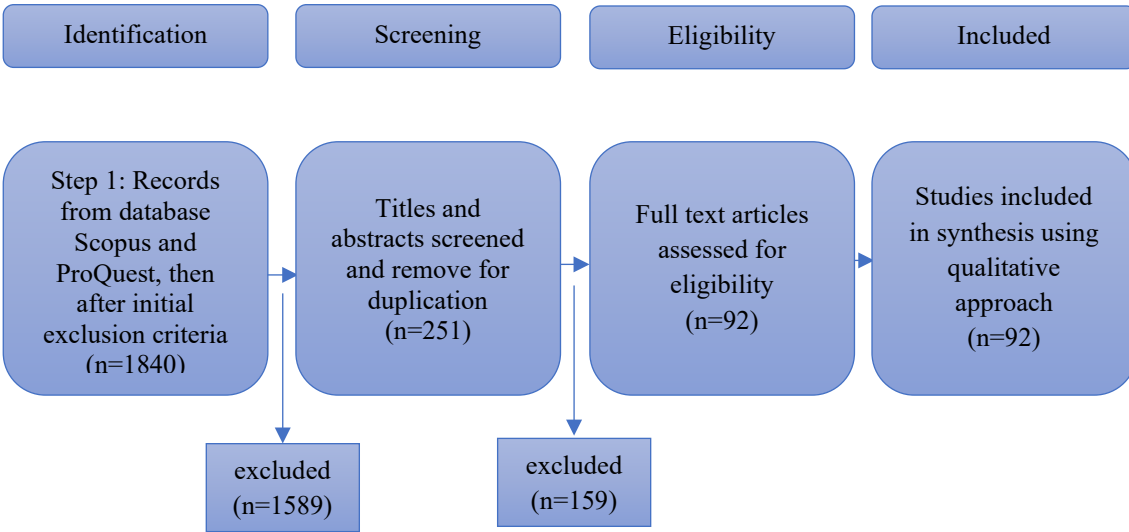 Identification
Screening
Eligibility
Included
Step 1: Records
from database
Scopus and
ProQuest, then
after initial
exclusion criteria
(n=1840)
Titles and
abstracts screened
and remove for
duplication
(n=251)
Full text articles
assessed for
eligibility
(n=92)
Studies included
in synthesis using
qualitative
approach
(n=92)
excluded
(n=1589)
excluded
(n=159)